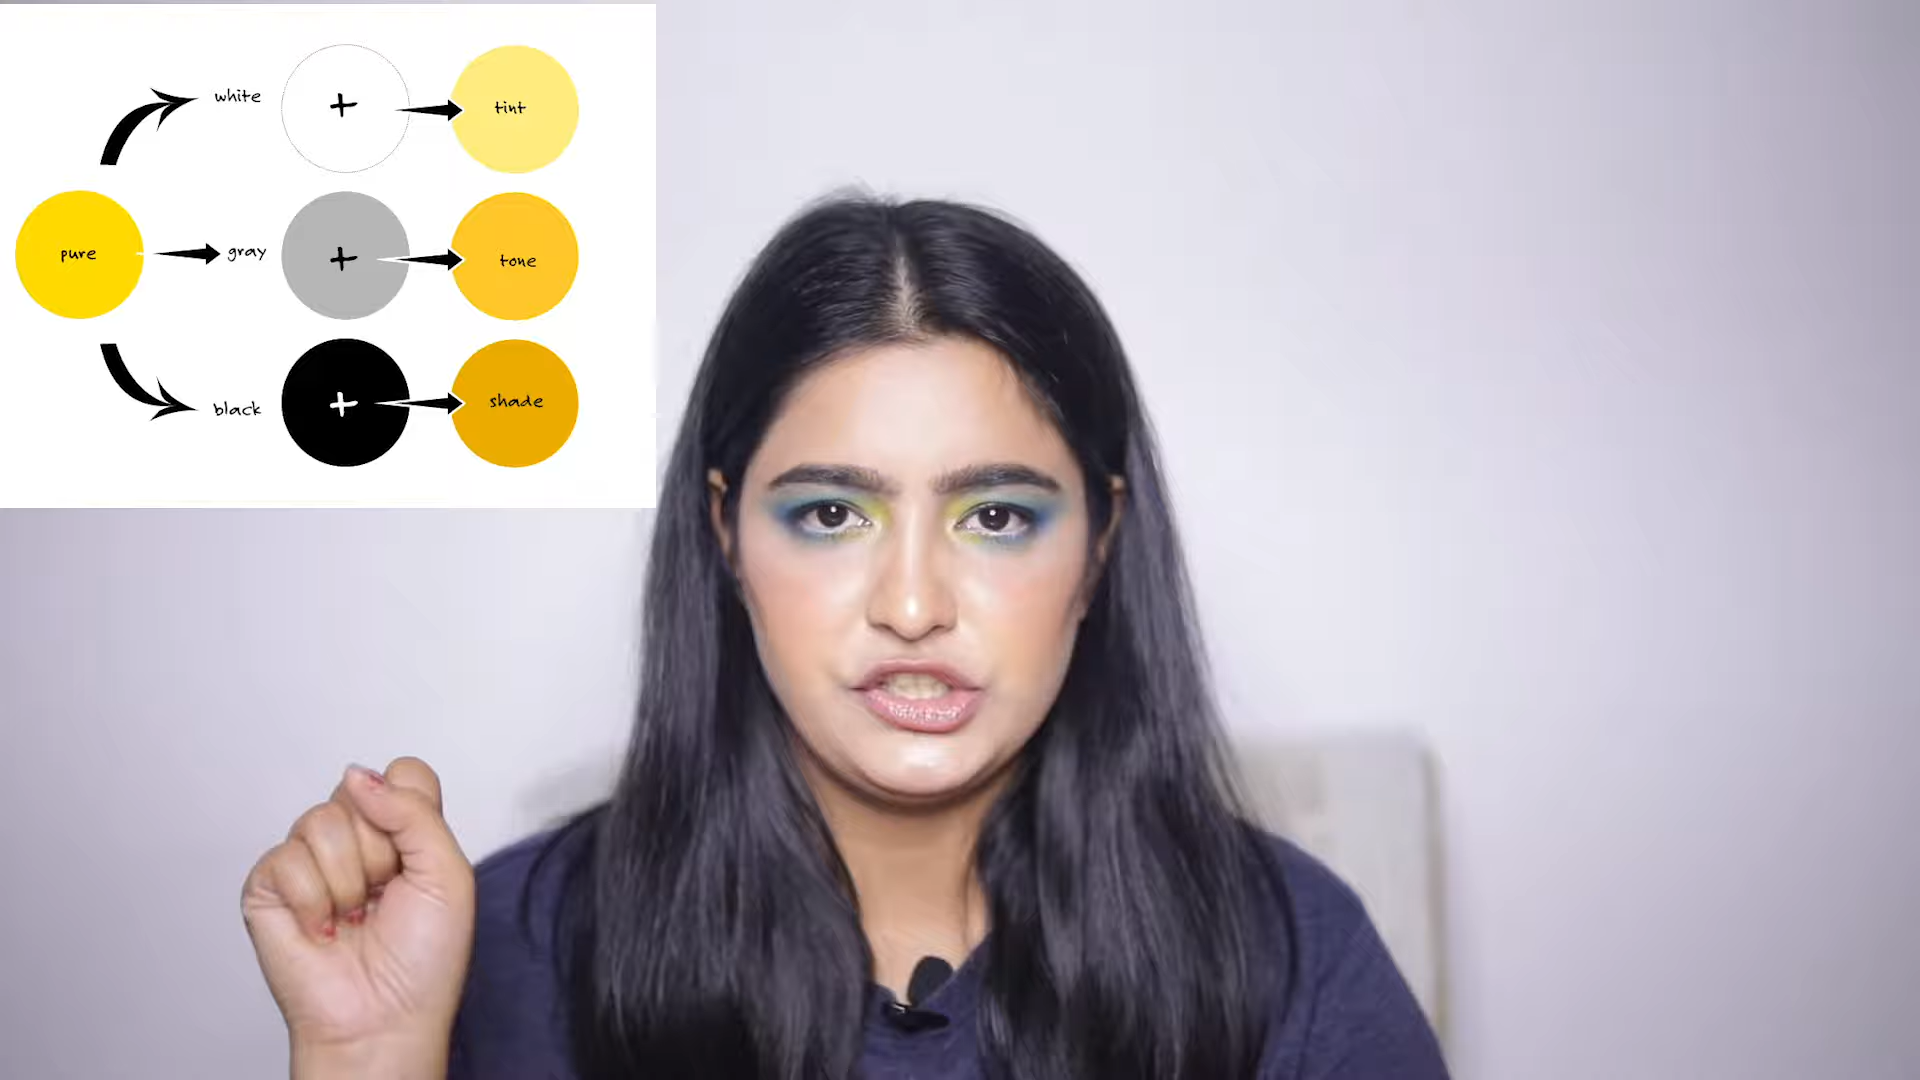 white
+
tint
pure
gray
+
tone
black
+
shade